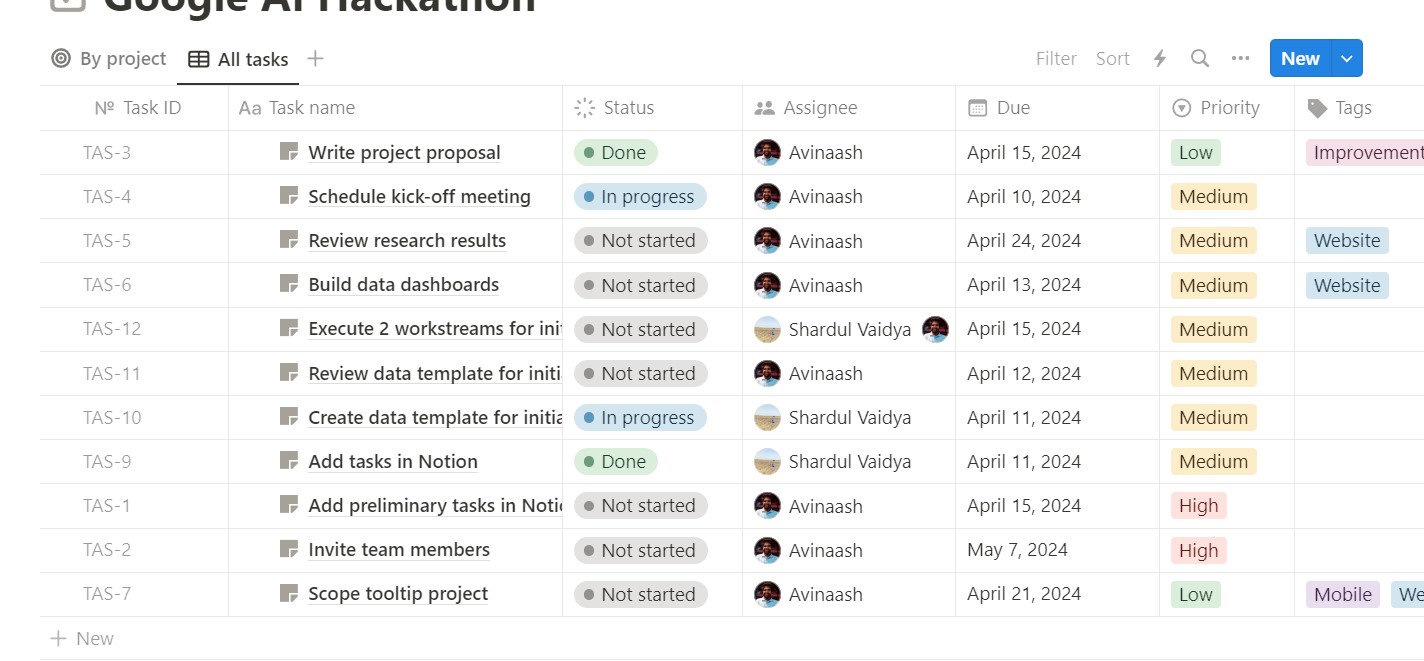 Google AI Hackathon
By project All tasks Filter Sort New
Nº Task ID Aa Task name Status Assignee Due Priority Tags
TAS-3 Write project proposal Done Avinaash April 15, 2024 Low Improvement
TAS-4 Schedule kick-off meeting In progress Avinaash April 10, 2024 Medium
TAS-5 Review research results Not started Avinaash April 24, 2024 Medium Website
TAS-6 Build data dashboards Not started Avinaash April 13, 2024 Medium Website
TAS-12 Execute 2 workstreams for Not started Shardul Vaidya April 15, 2024 Medium
TAS-11 Review data template for Not started Avinaash April 12, 2024 Medium
TAS-10 Create data template for In progress Shardul Vaidya April 11, 2024 Medium
TAS-9 Add tasks in Notion Done Shardul Vaidya April 11, 2024 Medium
TAS-1 Add preliminary tasks in Not started Avinaash April 15, 2024 High
TAS-2 Invite team members Not started Avinaash May 7, 2024 High
TAS-7 Scope tooltip project Not started Avinaash April 21, 2024 Low Mobile
New